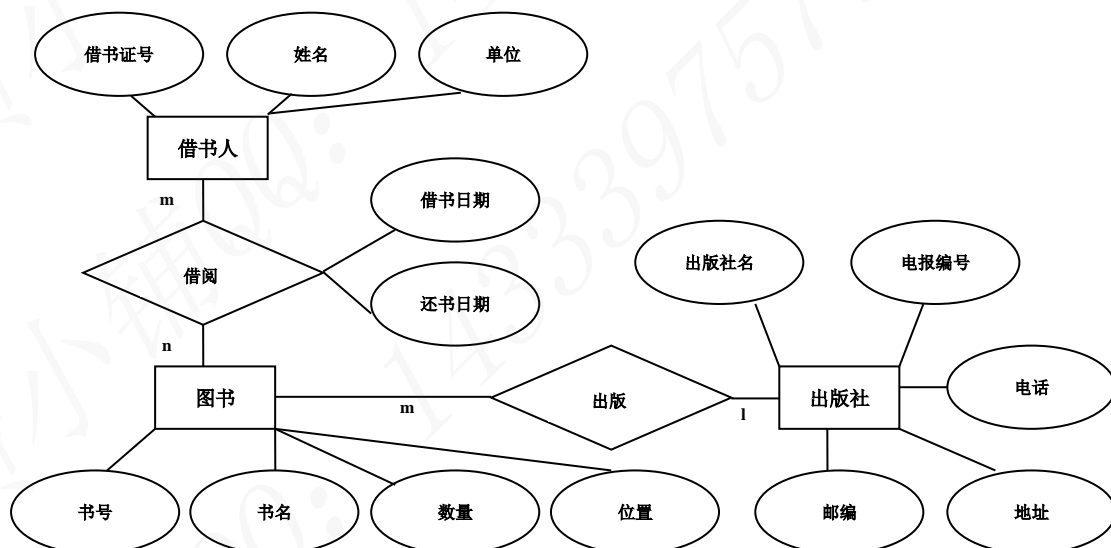 借书证号
姓名
单位
借书人
m
借书日期
借阅
还书日期
n
出版社名
电报编号
图书
m
出版
l
出版社
电话
书号
书名
数量
位置
邮编
地址